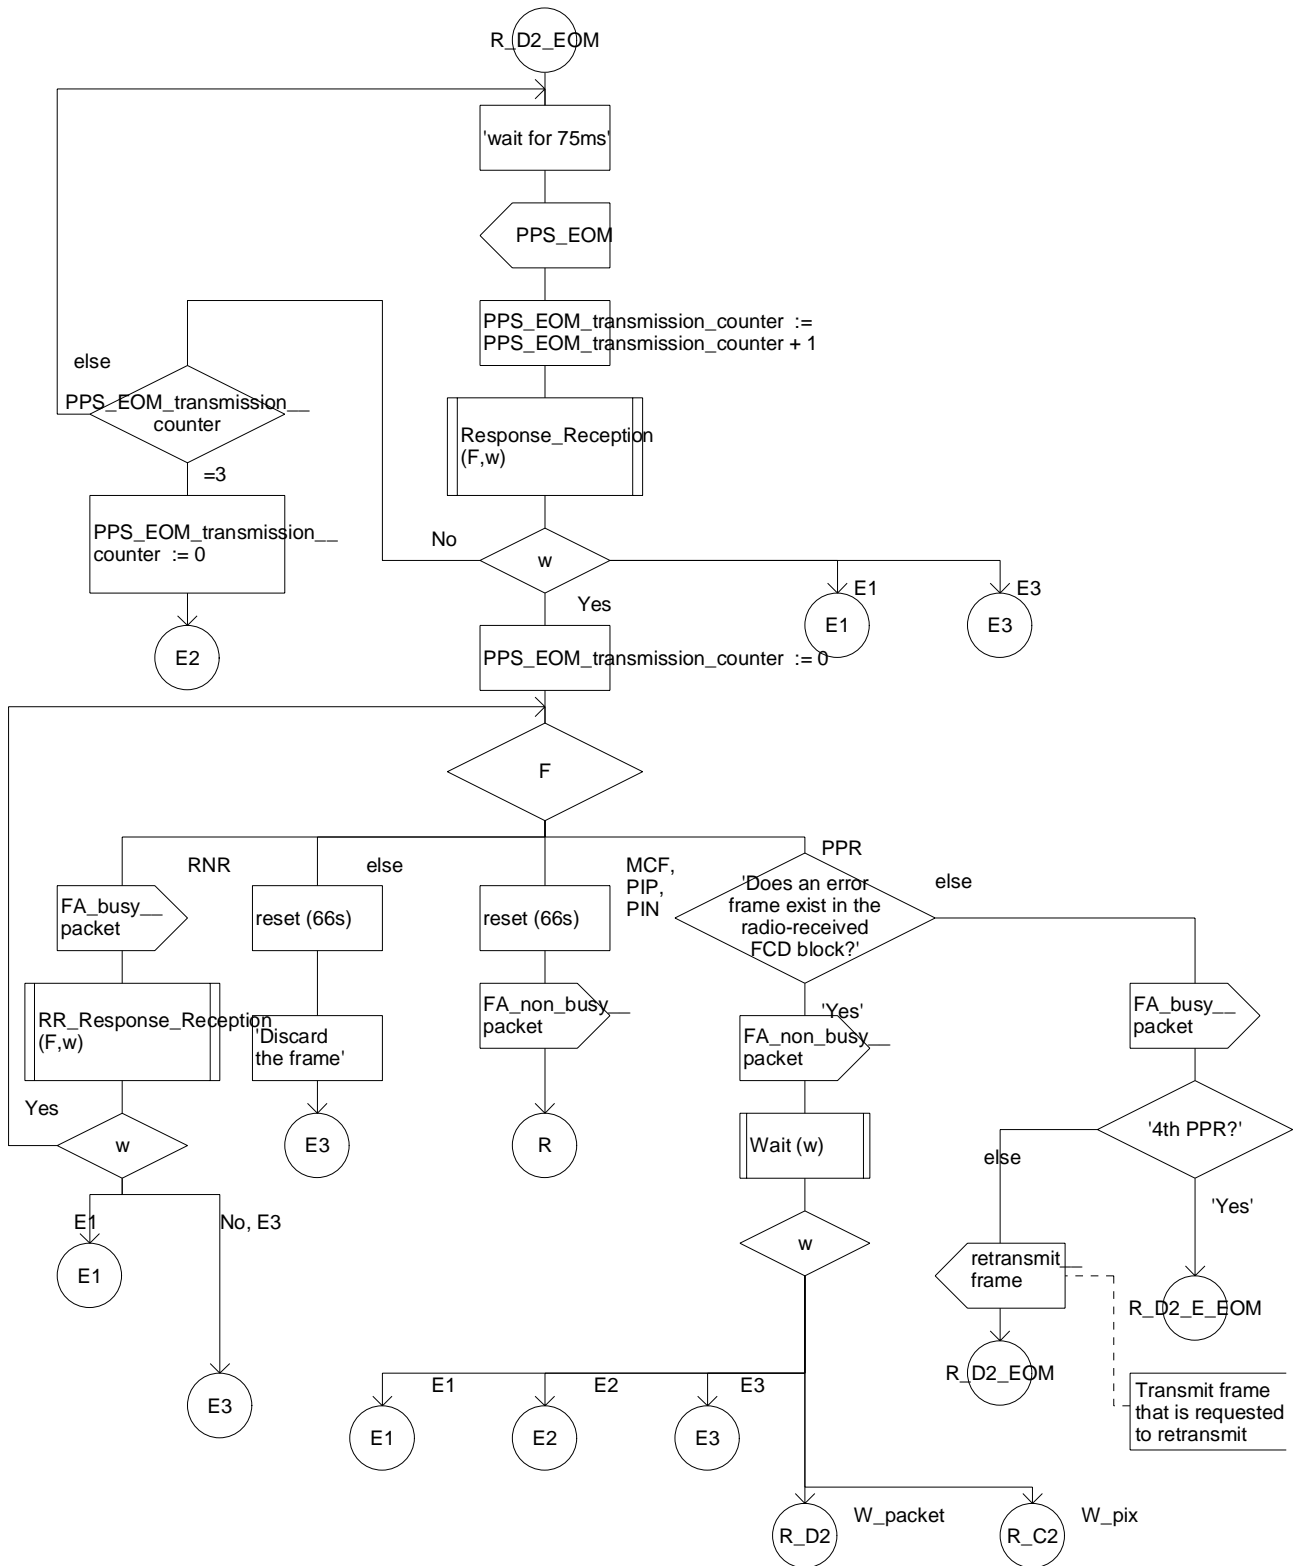 R_D2_EOM
'wait for 75ms'
PPS_EOM
PPS_EOM_transmission_counter :=
PPS_EOM_transmission_counter + 1
else
PPS_EOM_transmission__
counter
Response_Reception
(F,w)
=3
PPS_EOM_transmission__
counter := 0
No
w
Yes
E1
E3
E1
E3
E2
PPS_EOM_transmission_counter := 0
F
RNR
else
MCF,
PIP,
PIN
PPR
'Does an error
frame exist in the
radio-received
FCD block?'
else
FA_busy__
packet
reset (66s)
reset (66s)
'Yes'
FA_busy__
packet
RR_Response_Reception
(F,w)
'Discard
the frame'
FA_non_busy__
packet
FA_non_busy__
packet
Yes
w
E3
R
Wait (w)
'4th PPR?'
else
'Yes'
E1
No, E3
w
E1
retransmit__
frame
R_D2_E_EOM
R_D2_EOM
E1
E2
E3
E3
E1
E2
E3
Transmit frame
that is requested
to retransmit
W_packet
W_pix
R_D2
R_C2